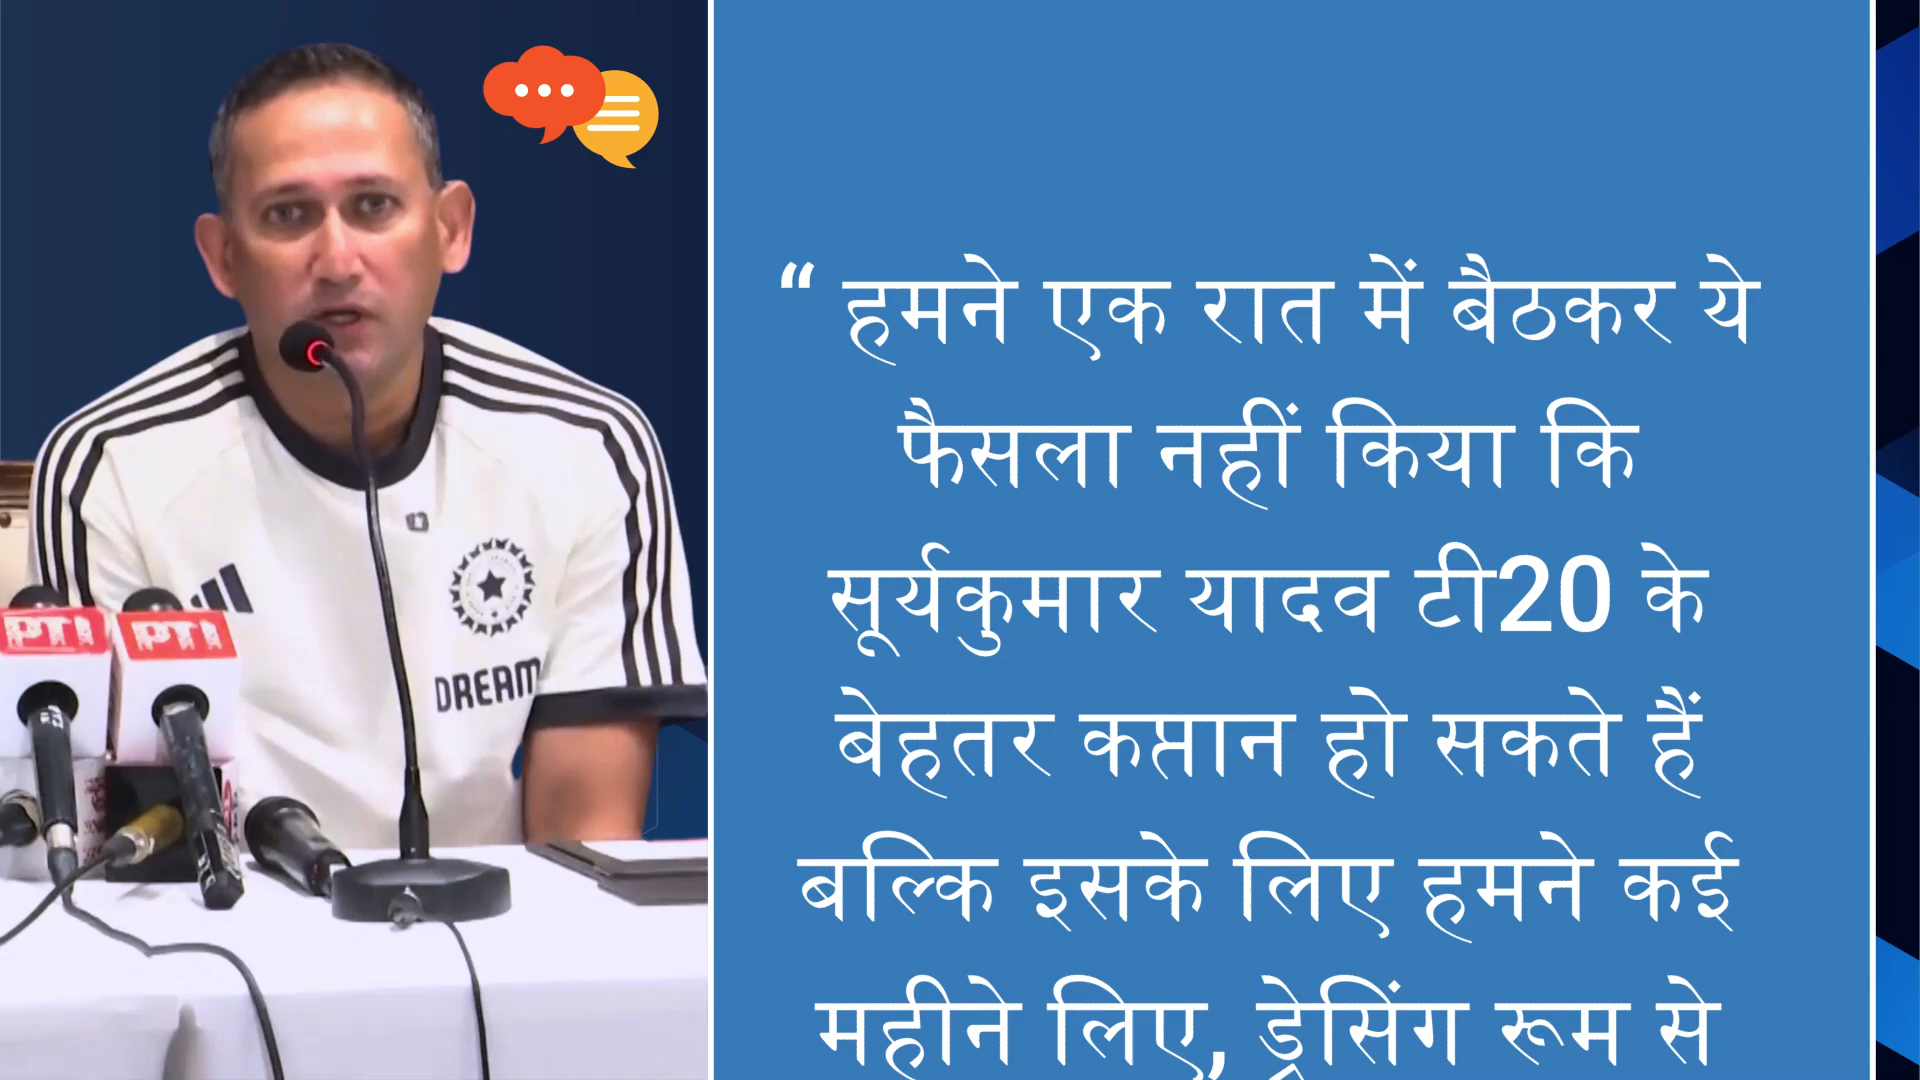 “ हमने एक रात में बैठकर ये
फैसला नहीं किया कि
सूर्यकुमार यादव टी20 के
बेहतर कप्तान हो सकते हैं
बल्कि इसके लिए हमने कई
महीने लिए, ड्रेसिंग रूम से
PTI
PTI
DREAM